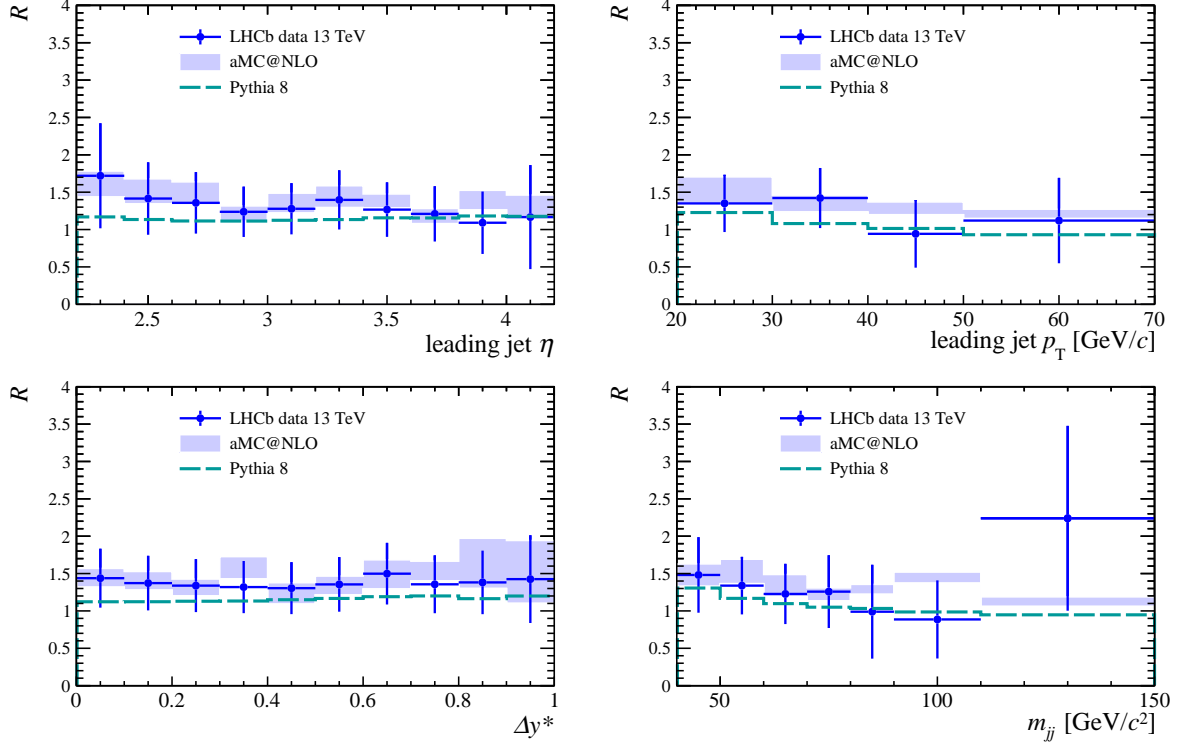 R
4
3.5
3
2.5
2
1.5
1
0.5
0
LHCb data 13 TeV
aMC@NLO
Pythia 8
2.5 3 3.5 4
leading jet η
R
4
3.5
3
2.5
2
1.5
1
0.5
0
LHCb data 13 TeV
aMC@NLO
Pythia 8
20 30 40 50 60 70
leading jet p_T [GeV/c]
R
4
3.5
3
2.5
2
1.5
1
0.5
0
LHCb data 13 TeV
aMC@NLO
Pythia 8
0 0.2 0.4 0.6 0.8 1
Δy*
R
4
3.5
3
2.5
2
1.5
1
0.5
0
LHCb data 13 TeV
aMC@NLO
Pythia 8
50 100 150
m_jj [GeV/c²]